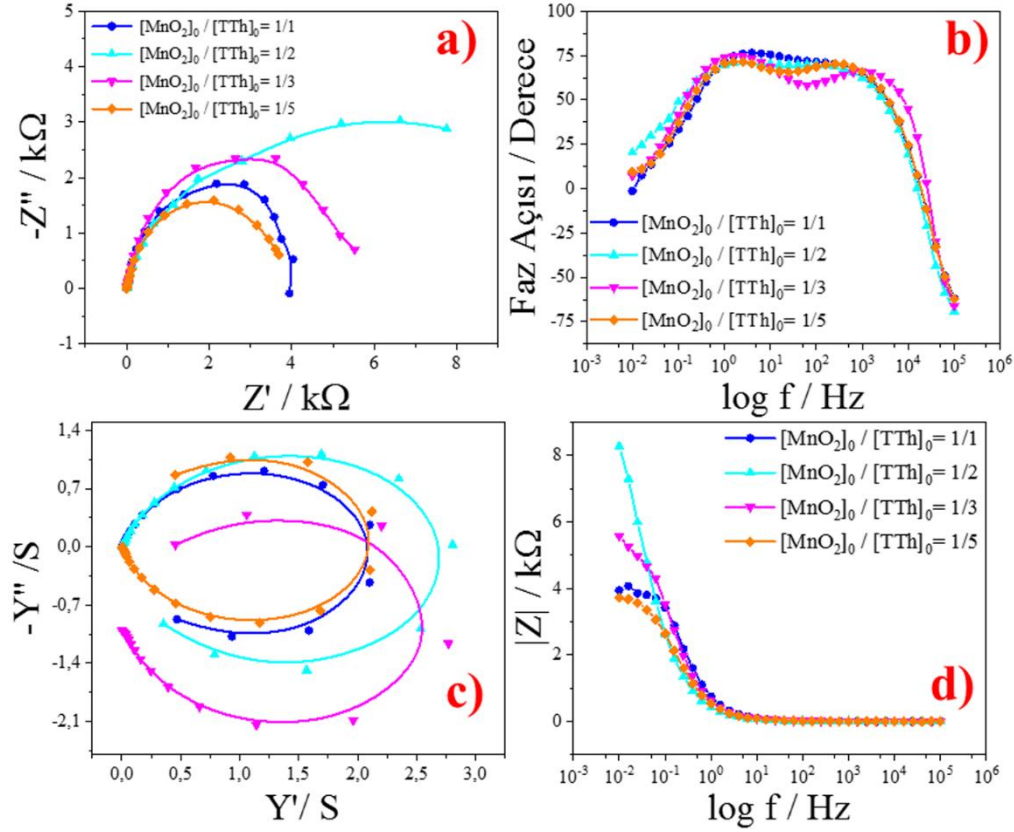 a)
5
4
3
2
1
0
-1
-Z'' / kΩ
[MnO2]0 / [TTh]0= 1/1
[MnO2]0 / [TTh]0= 1/2
[MnO2]0 / [TTh]0= 1/3
[MnO2]0 / [TTh]0= 1/5
0 2 4 6 8
Z' / kΩ
b)
100
75
50
25
0
-25
-50
-75
Faz Açısı / Derece
[MnO2]0 / [TTh]0= 1/1
[MnO2]0 / [TTh]0= 1/2
[MnO2]0 / [TTh]0= 1/3
[MnO2]0 / [TTh]0= 1/5
10-3 10-2 10-1 100 101 102 103 104 105 106
log f / Hz
1,4
0,7
0,0
-0,7
-1,4
-2,1
-Y'' /S
c)
0,0 0,5 1,0 1,5 2,0 2,5 3,0
Y'/ S
8
6
4
2
0
|Z| / kΩ
[MnO2]0 / [TTh]0= 1/1
[MnO2]0 / [TTh]0= 1/2
[MnO2]0 / [TTh]0= 1/3
[MnO2]0 / [TTh]0= 1/5
d)
10-3 10-2 10-1 100 101 102 103 104 105 106
log f / Hz